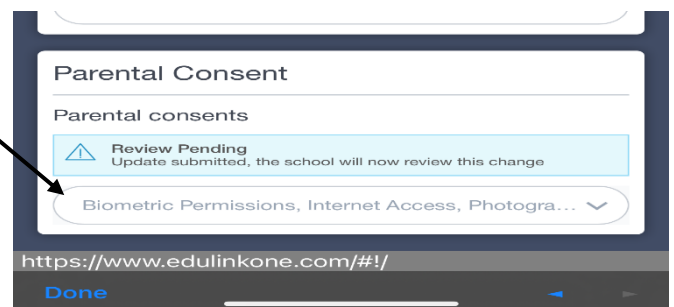 Parental Consent
Parental consents
Review Pending
Update submitted, the school will now review this change
Biometric Permissions, Internet Access, Photogra...
https://www.edulinkone.com/#!/
Done